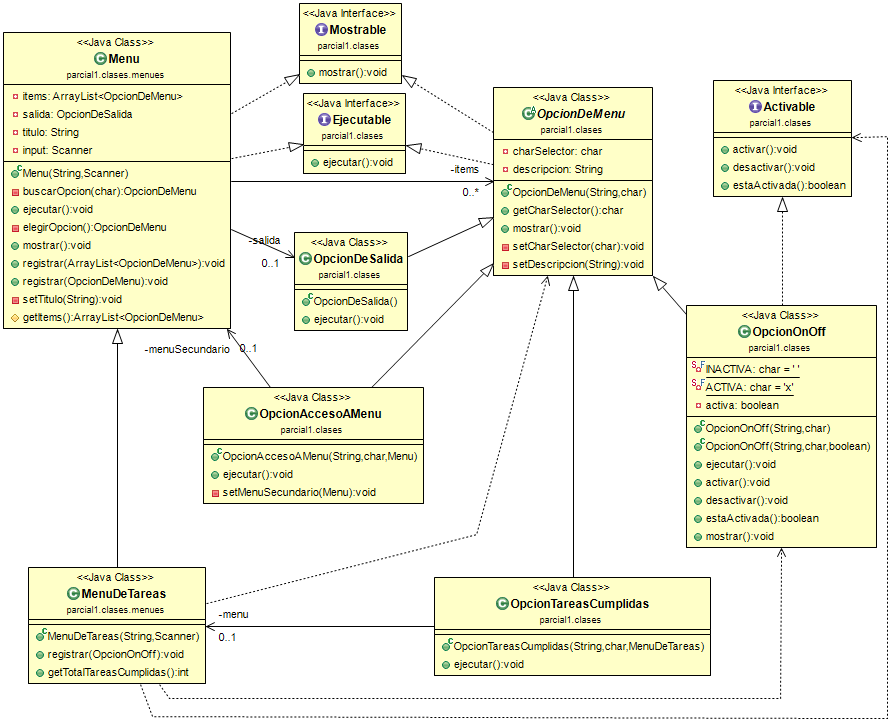 <<Java Interface>>
Mostrable
parcial1.clases
mostrar():void
<<Java Class>>
Menu
parcial1.clases.menues
items: ArrayList<OpcionDeMenu>
salida: OpcionDeSalida
titulo: String
input: Scanner
Menu(String,Scanner)
buscarOpcion(char):OpcionDeMenu
ejecutar():void
elegirOpcion():OpcionDeMenu
mostrar():void
registrar(ArrayList<OpcionDeMenu>):void
registrar(OpcionDeMenu):void
setTitulo(String):void
getItems():ArrayList<OpcionDeMenu>
<<Java Interface>>
Ejecutable
parcial1.clases
ejecutar():void
<<Java Class>>
OpcionDeMenu
parcial1.clases
charSelector: char
descripcion: String
OpcionDeMenu(String,char)
getCharSelector():char
mostrar():void
setCharSelector(char):void
setDescripcion(String):void
<<Java Interface>>
Activable
parcial1.clases
activar():void
desactivar():void
estaActivada():boolean
-items
0..*
-salida
0..1
<<Java Class>>
OpcionDeSalida
parcial1.clases
OpcionDeSalida()
ejecutar():void
<<Java Class>>
OpcionOnOff
parcial1.clases
INACTIVA: char = ' '
ACTIVA: char = 'x'
activa: boolean
OpcionOnOff(String,char)
OpcionOnOff(String,char,boolean)
ejecutar():void
activar():void
desactivar():void
estaActivada():boolean
mostrar():void
-menuSecundario
0..1
<<Java Class>>
OpcionAccesoAMenu
parcial1.clases
OpcionAccesoAMenu(String,char,Menu)
ejecutar():void
setMenuSecundario(Menu):void
<<Java Class>>
MenuDeTareas
parcial1.clases.menues
MenuDeTareas(String,Scanner)
registrar(OpcionOnOff):void
getTotalTareasCumplidas():int
-menu
0..1
<<Java Class>>
OpcionTareasCumplidas
parcial1.clases
OpcionTareasCumplidas(String,char,MenuDeTareas)
ejecutar():void